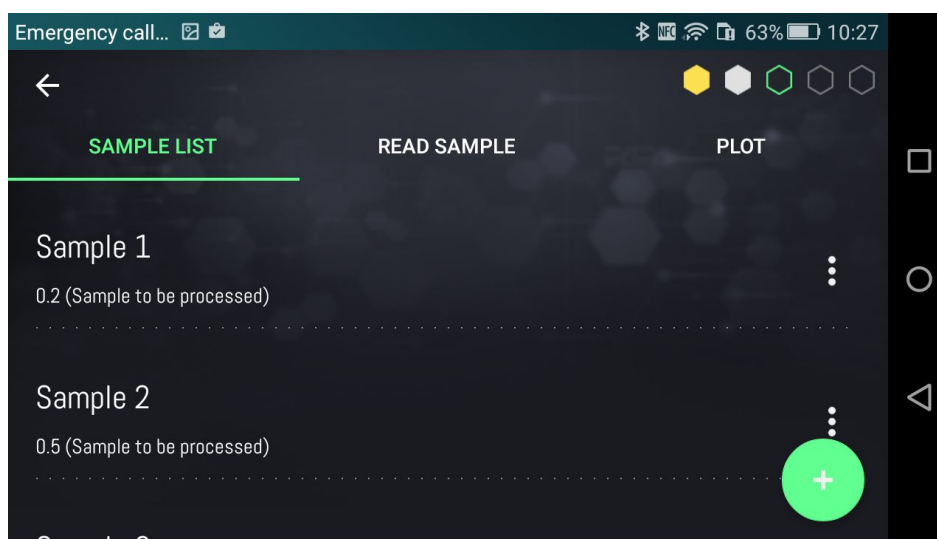 Emergency call... NFC 63% 10:27
SAMPLE LIST READ SAMPLE PLOT
Sample 1
0.2 (Sample to be processed)
Sample 2
0.5 (Sample to be processed)
+